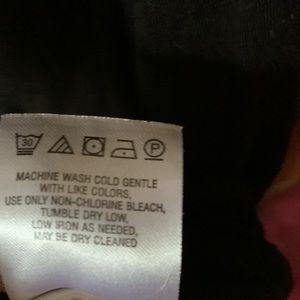 30 P
MACHINE WASH COLD GENTLE
WITH LIKE COLORS,
USE ONLY NON-CHLORINE BLEACH,
TUMBLE DRY LOW,
LOW IRON AS NEEDED,
MAY BE DRY CLEANED